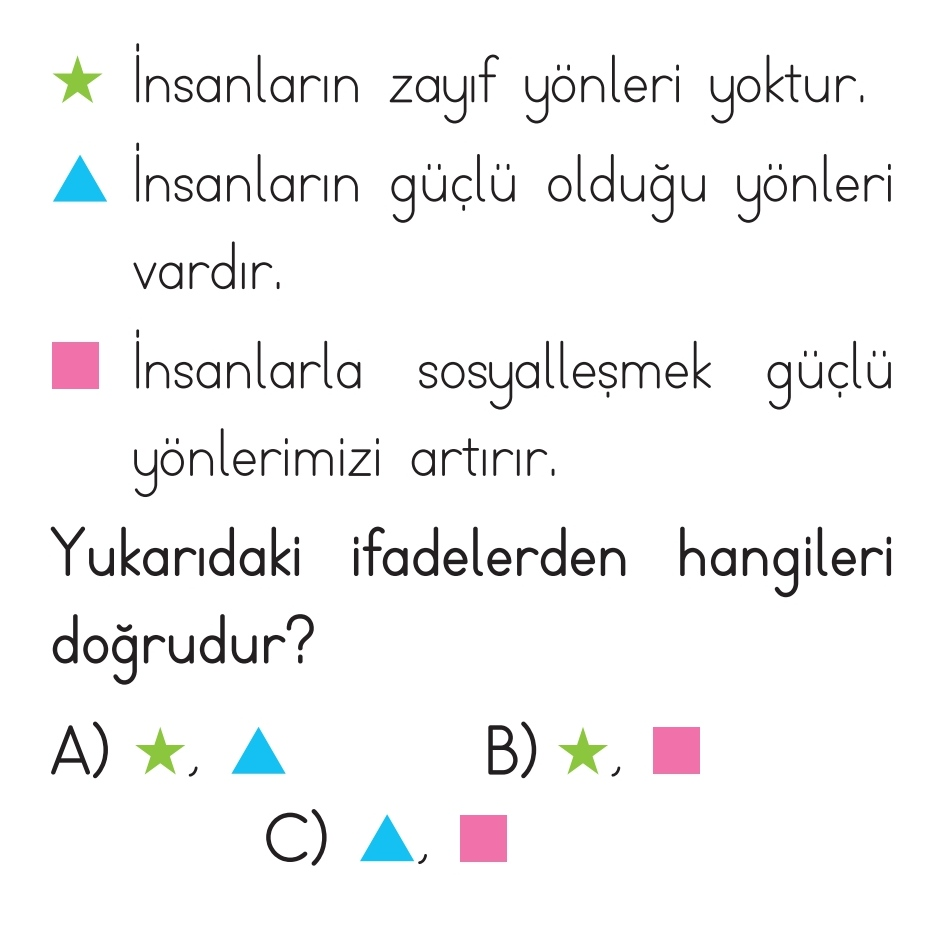 İnsanların zayıf yönleri yoktur.
İnsanların güçlü olduğu yönleri
vardır.
İnsanlarla sosyalleşmek güçlü
yönlerimizi artırır.
Yukarıdaki ifadelerden hangileri
doğrudur?
A) , B) ,
C) ,